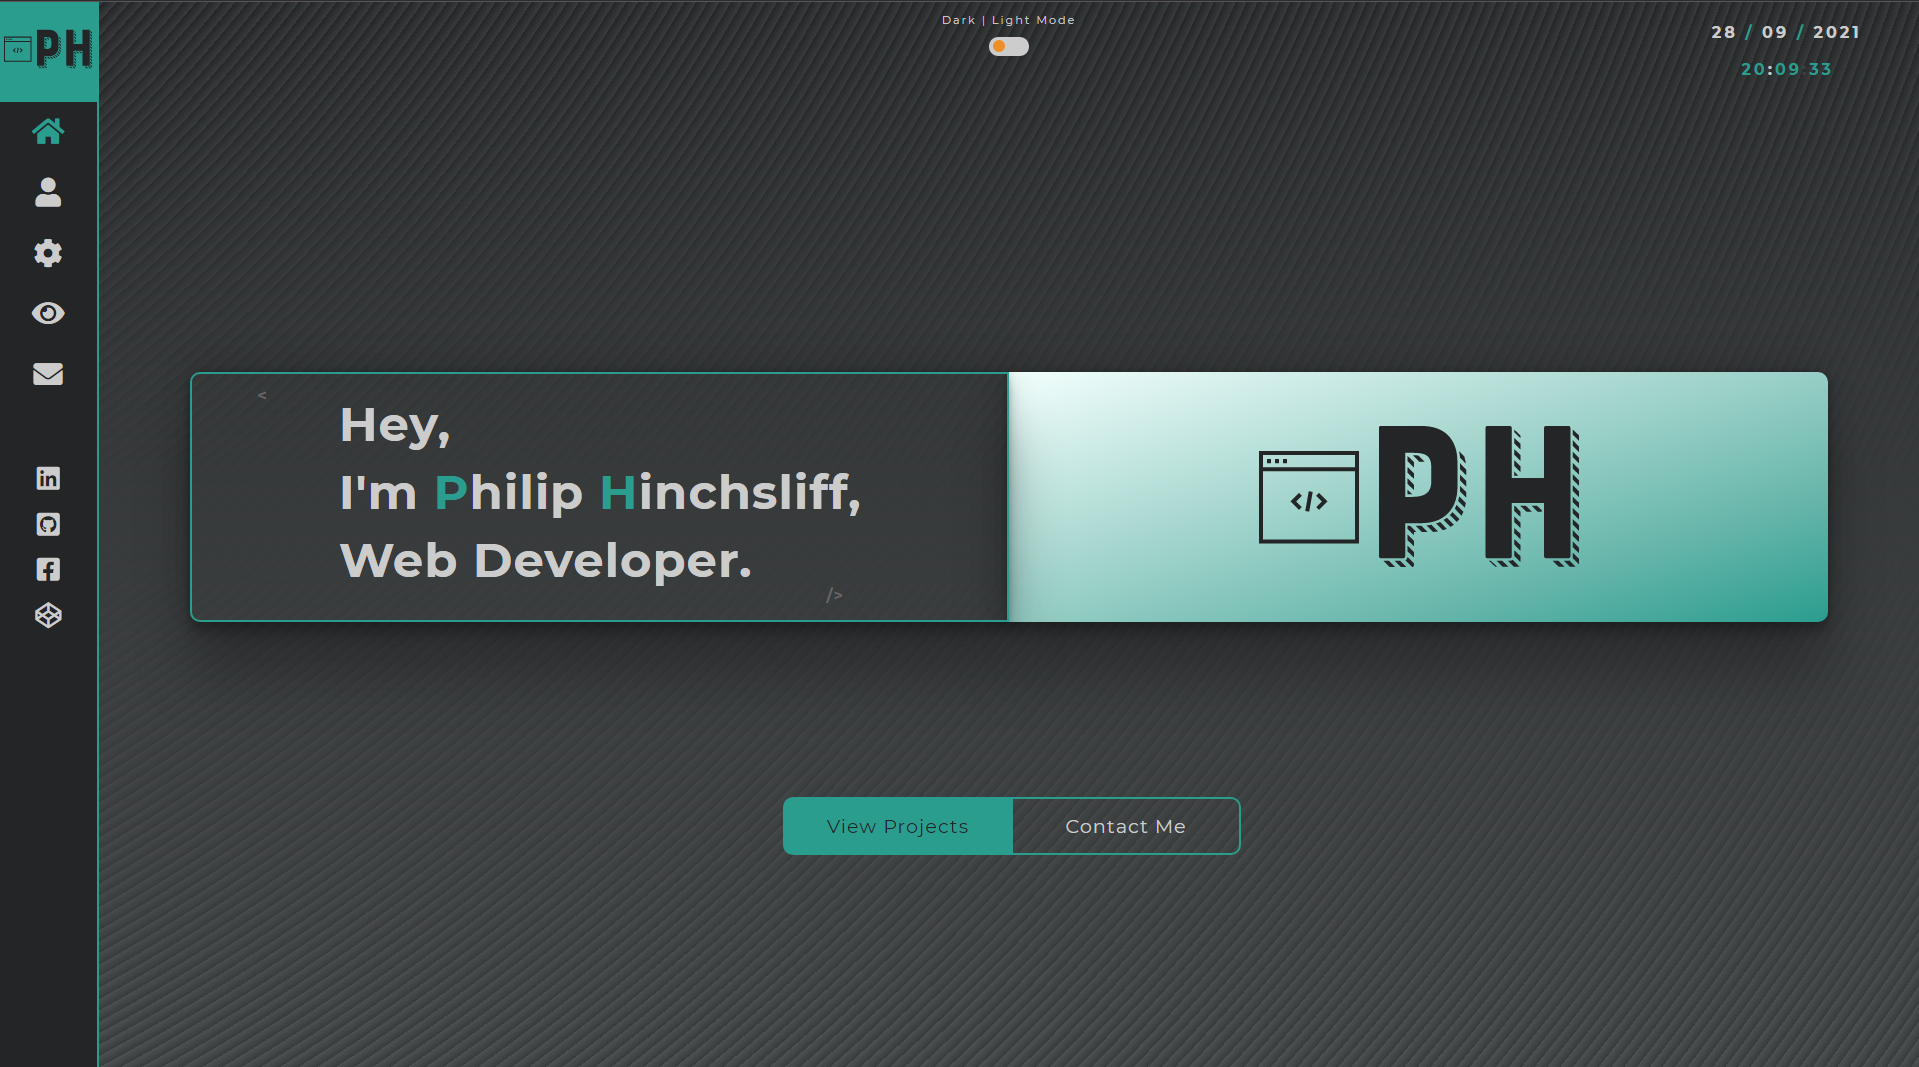 </> PH
Dark | Light Mode
28 / 09 / 2021
20:09 33
<
Hey,
I'm Philip Hinchsliff,
Web Developer.
/>
</> PH
in
View Projects
Contact Me